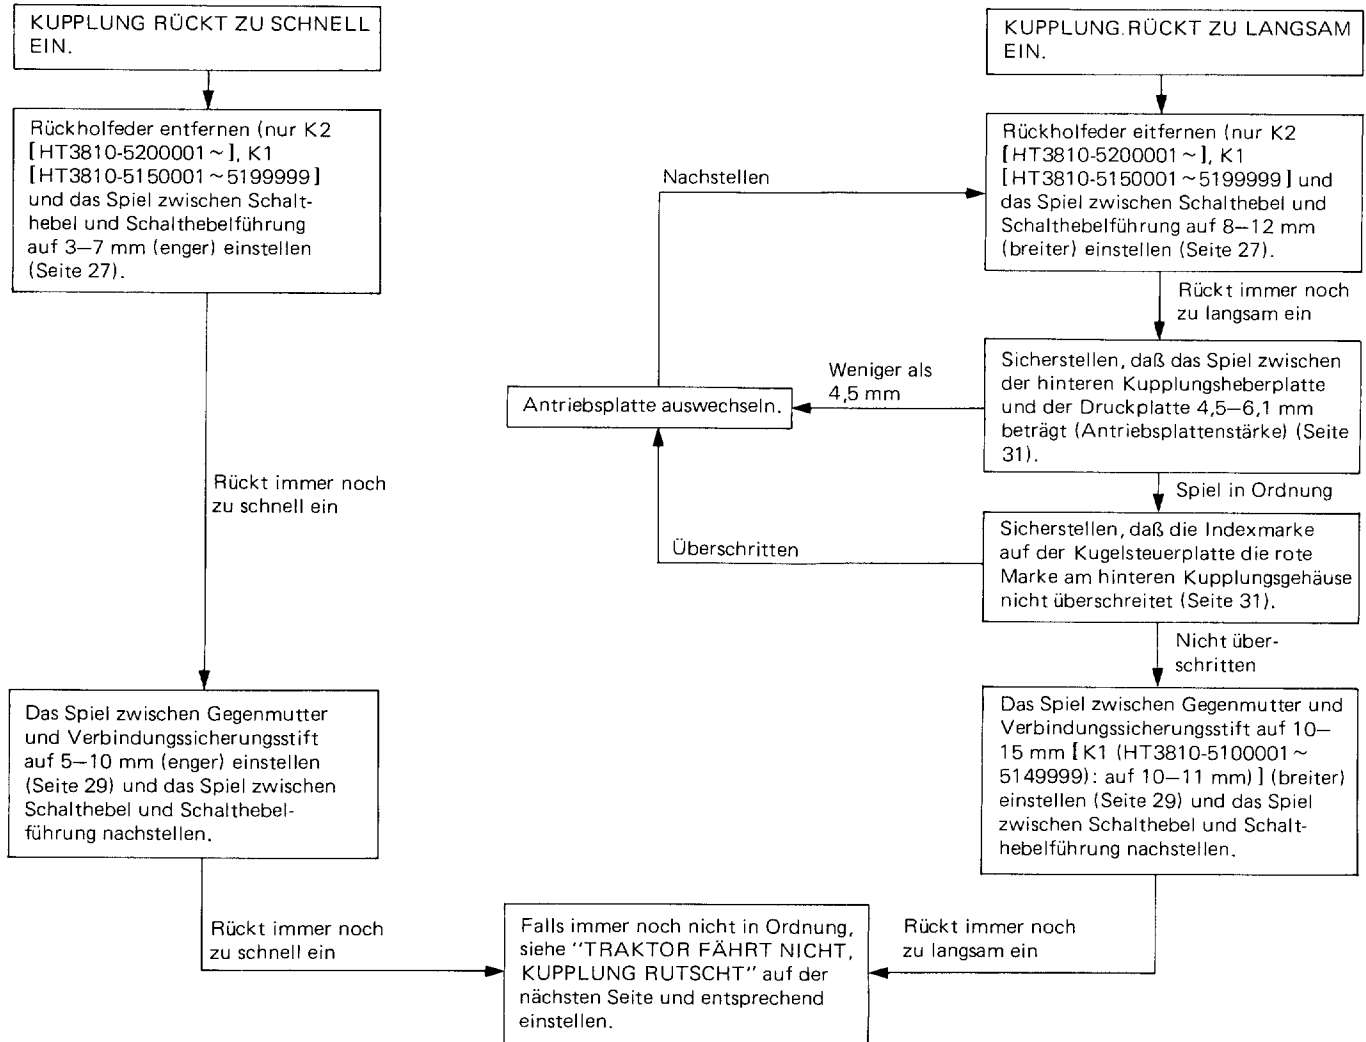 KUPPLUNG RÜCKT ZU SCHNELL
EIN.
Rückholfeder entfernen (nur K2
[HT3810-5200001 ~], K1
[HT3810-5150001 ~ 5199999]
und das Spiel zwischen Schalt-
hebel und Schalthebelführung
auf 3—7 mm (enger) einstellen
(Seite 27).
Rückt immer noch
zu schnell ein
Das Spiel zwischen Gegenmutter
und Verbindungssicherungsstift
auf 5—10 mm (enger) einstellen
(Seite 29) und das Spiel zwischen
Schalthebel und Schalthebel-
führung nachstellen.
Rückt immer noch
zu schnell ein
KUPPLUNG.RÜCKT ZU LANGSAM
EIN.
Rückholfeder eitfernen (nur K2
[HT3810-5200001 ~], K1
[HT3810-5150001 ~ 5199999] und
das Spiel zwischen Schalthebel und
Schalthebelführung auf 8—12 mm
(breiter) einstellen (Seite 27).
Nachstellen
Rückt immer noch
zu langsam ein
Sicherstellen, daß das Spiel zwischen
der hinteren Kupplungsheberplatte
und der Druckplatte 4,5—6,1 mm
beträgt (Antriebsplattenstärke) (Seite
31).
Weniger als
4,5 mm
Antriebsplatte auswechseln.
Spiel in Ordnung
Sicherstellen, daß die Indexmarke
auf der Kugelsteuerplatte die rote
Marke am hinteren Kupplungsgehäuse
nicht überschreitet (Seite 31).
Überschritten
Nicht über-
schritten
Das Spiel zwischen Gegenmutter und
Verbindungssicherungsstift auf 10—
15 mm [K1 (HT3810-5100001 ~
5149999): auf 10—11 mm)] (breiter)
einstellen (Seite 29) und das Spiel
zwischen Schalthebel und Schalt-
hebelführung nachstellen.
Rückt immer noch
zu langsam ein
Falls immer noch nicht in Ordnung,
siehe "TRAKTOR FÄHRT NICHT,
KUPPLUNG RUTSCHT" auf der
nächsten Seite und entsprechend
einstellen.